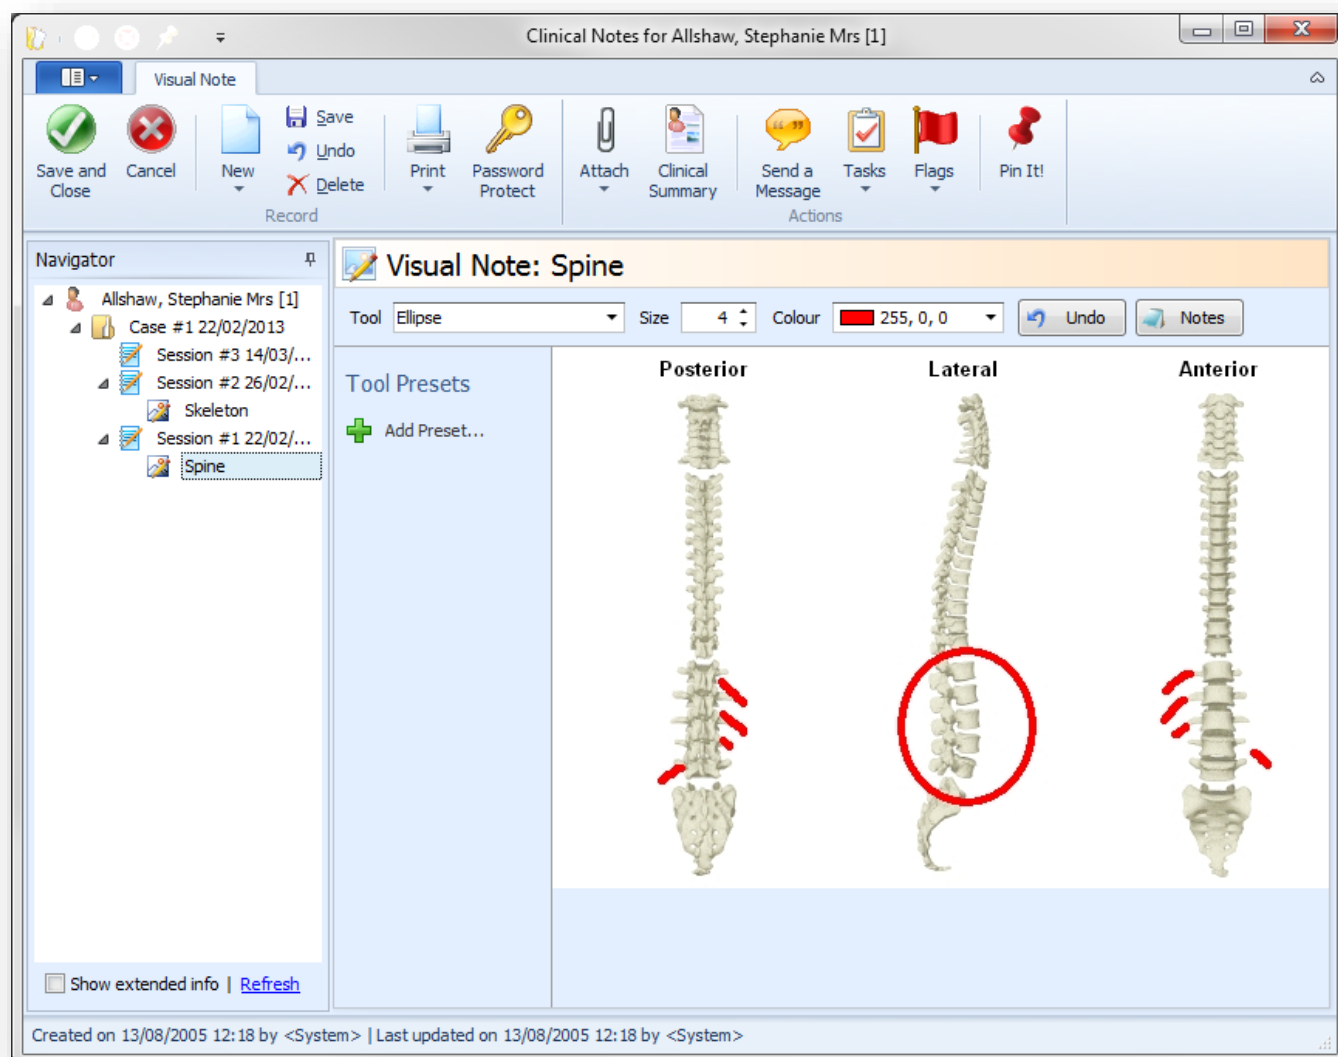 Clinical Notes for Allshaw, Stephanie Mrs [1]
Visual Note
Save and Close
Cancel
New
Save
Undo
Delete
Print
Password Protect
Record
Attach
Clinical Summary
Send a Message
Tasks
Flags
Pin It!
Actions
Navigator
Allshaw, Stephanie Mrs [1]
Case #1 22/02/2013
Session #3 14/03/...
Session #2 26/02/...
Skeleton
Session #1 22/02/...
Spine
Show extended info | Refresh
Visual Note: Spine
Tool Ellipse Size 4 Colour 255, 0, 0 Undo Notes
Tool Presets
Add Preset...
Posterior Lateral Anterior
Created on 13/08/2005 12:18 by <System> | Last updated on 13/08/2005 12:18 by <System>